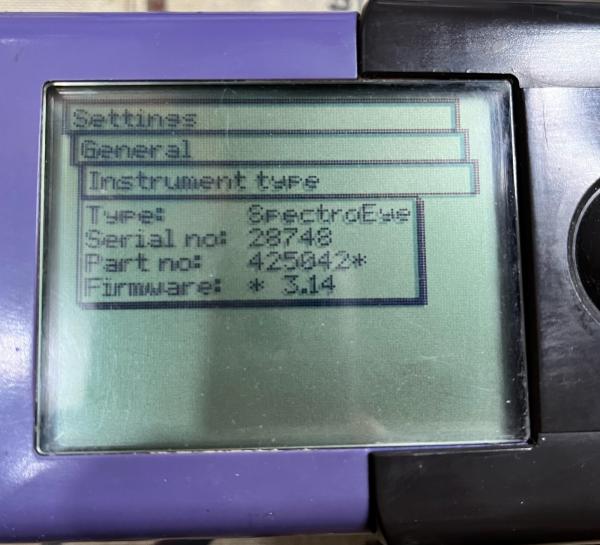 Settings
General
Instrument type
Type: SpectroEye
Serial no: 28748
Part no: 425042*
Firmware: * 3.14